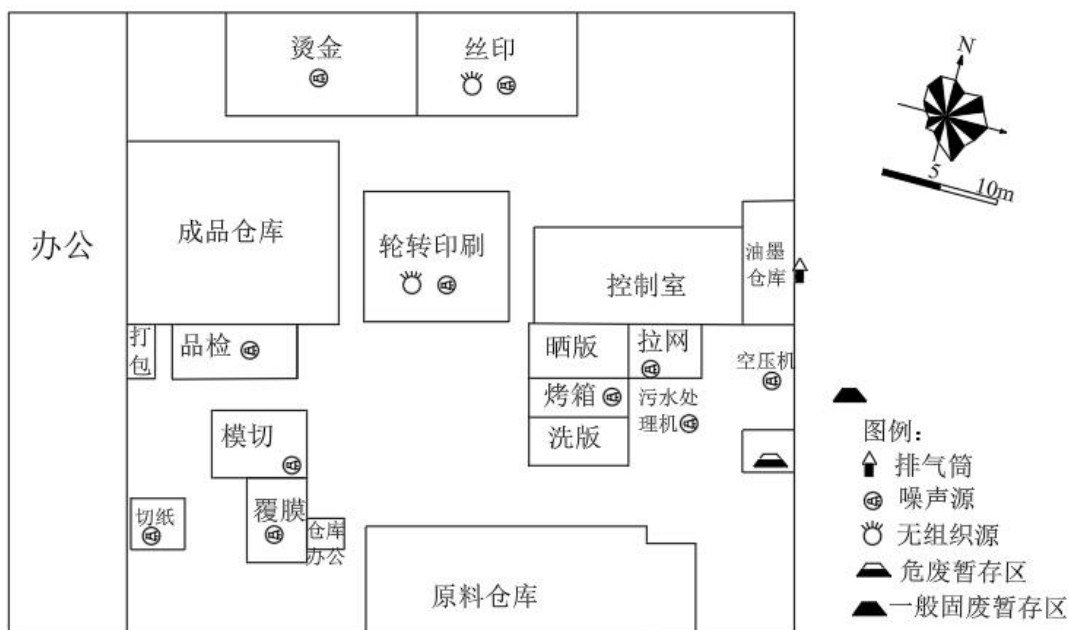 烫金
丝印
N
5
10m
办公
成品仓库
轮转印刷
控制室
油墨
仓库
打
包
品检
晒版
拉网
空压机
烤箱
污水处
理机
洗版
模切
切纸
覆膜
仓库
办公
原料仓库
图例：
排气筒
噪声源
无组织源
危废暂存区
一般固废暂存区